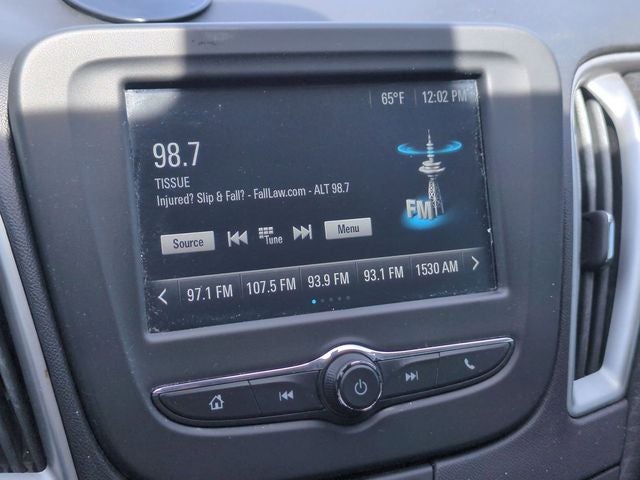 65°F 12:02 PM
98.7
TISSUE
Injured? Slip & Fall? - FallLaw.com - ALT 98.7
FM
Source Tune Menu
97.1 FM 107.5 FM 93.9 FM 93.1 FM 1530 AM